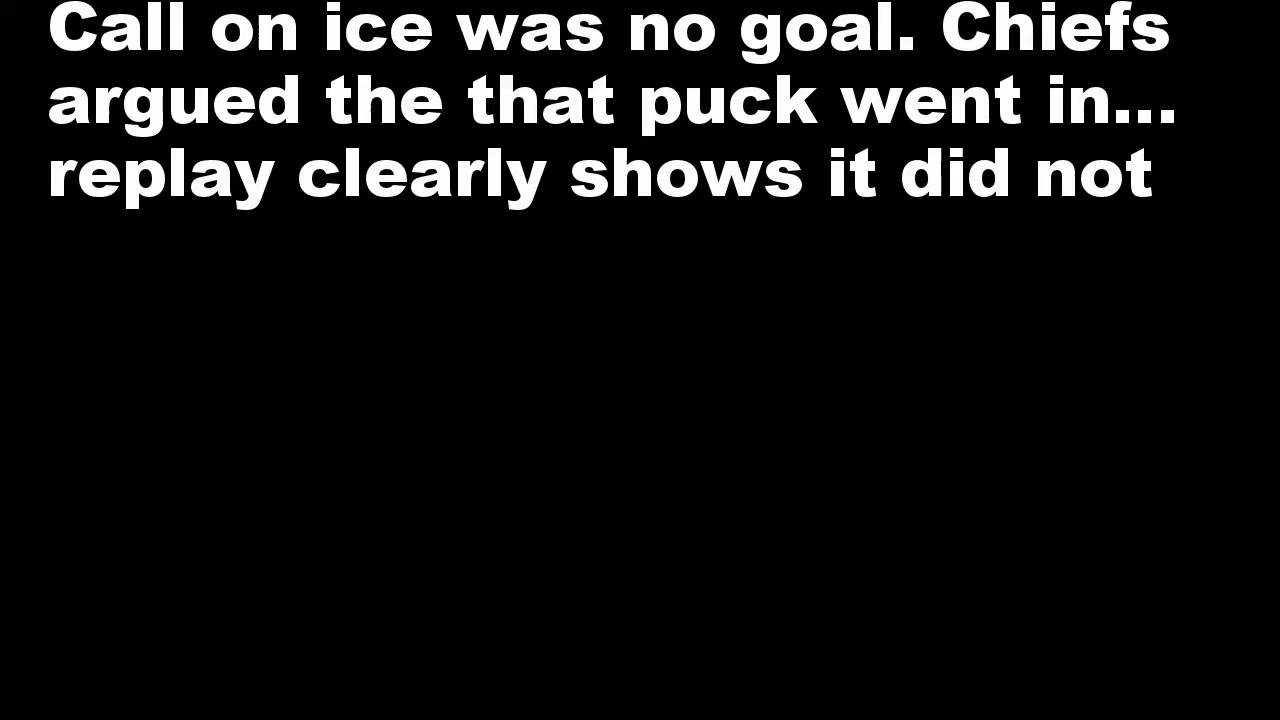 Call on ice was no goal. Chiefs
argued the that puck went in...
replay clearly shows it did not